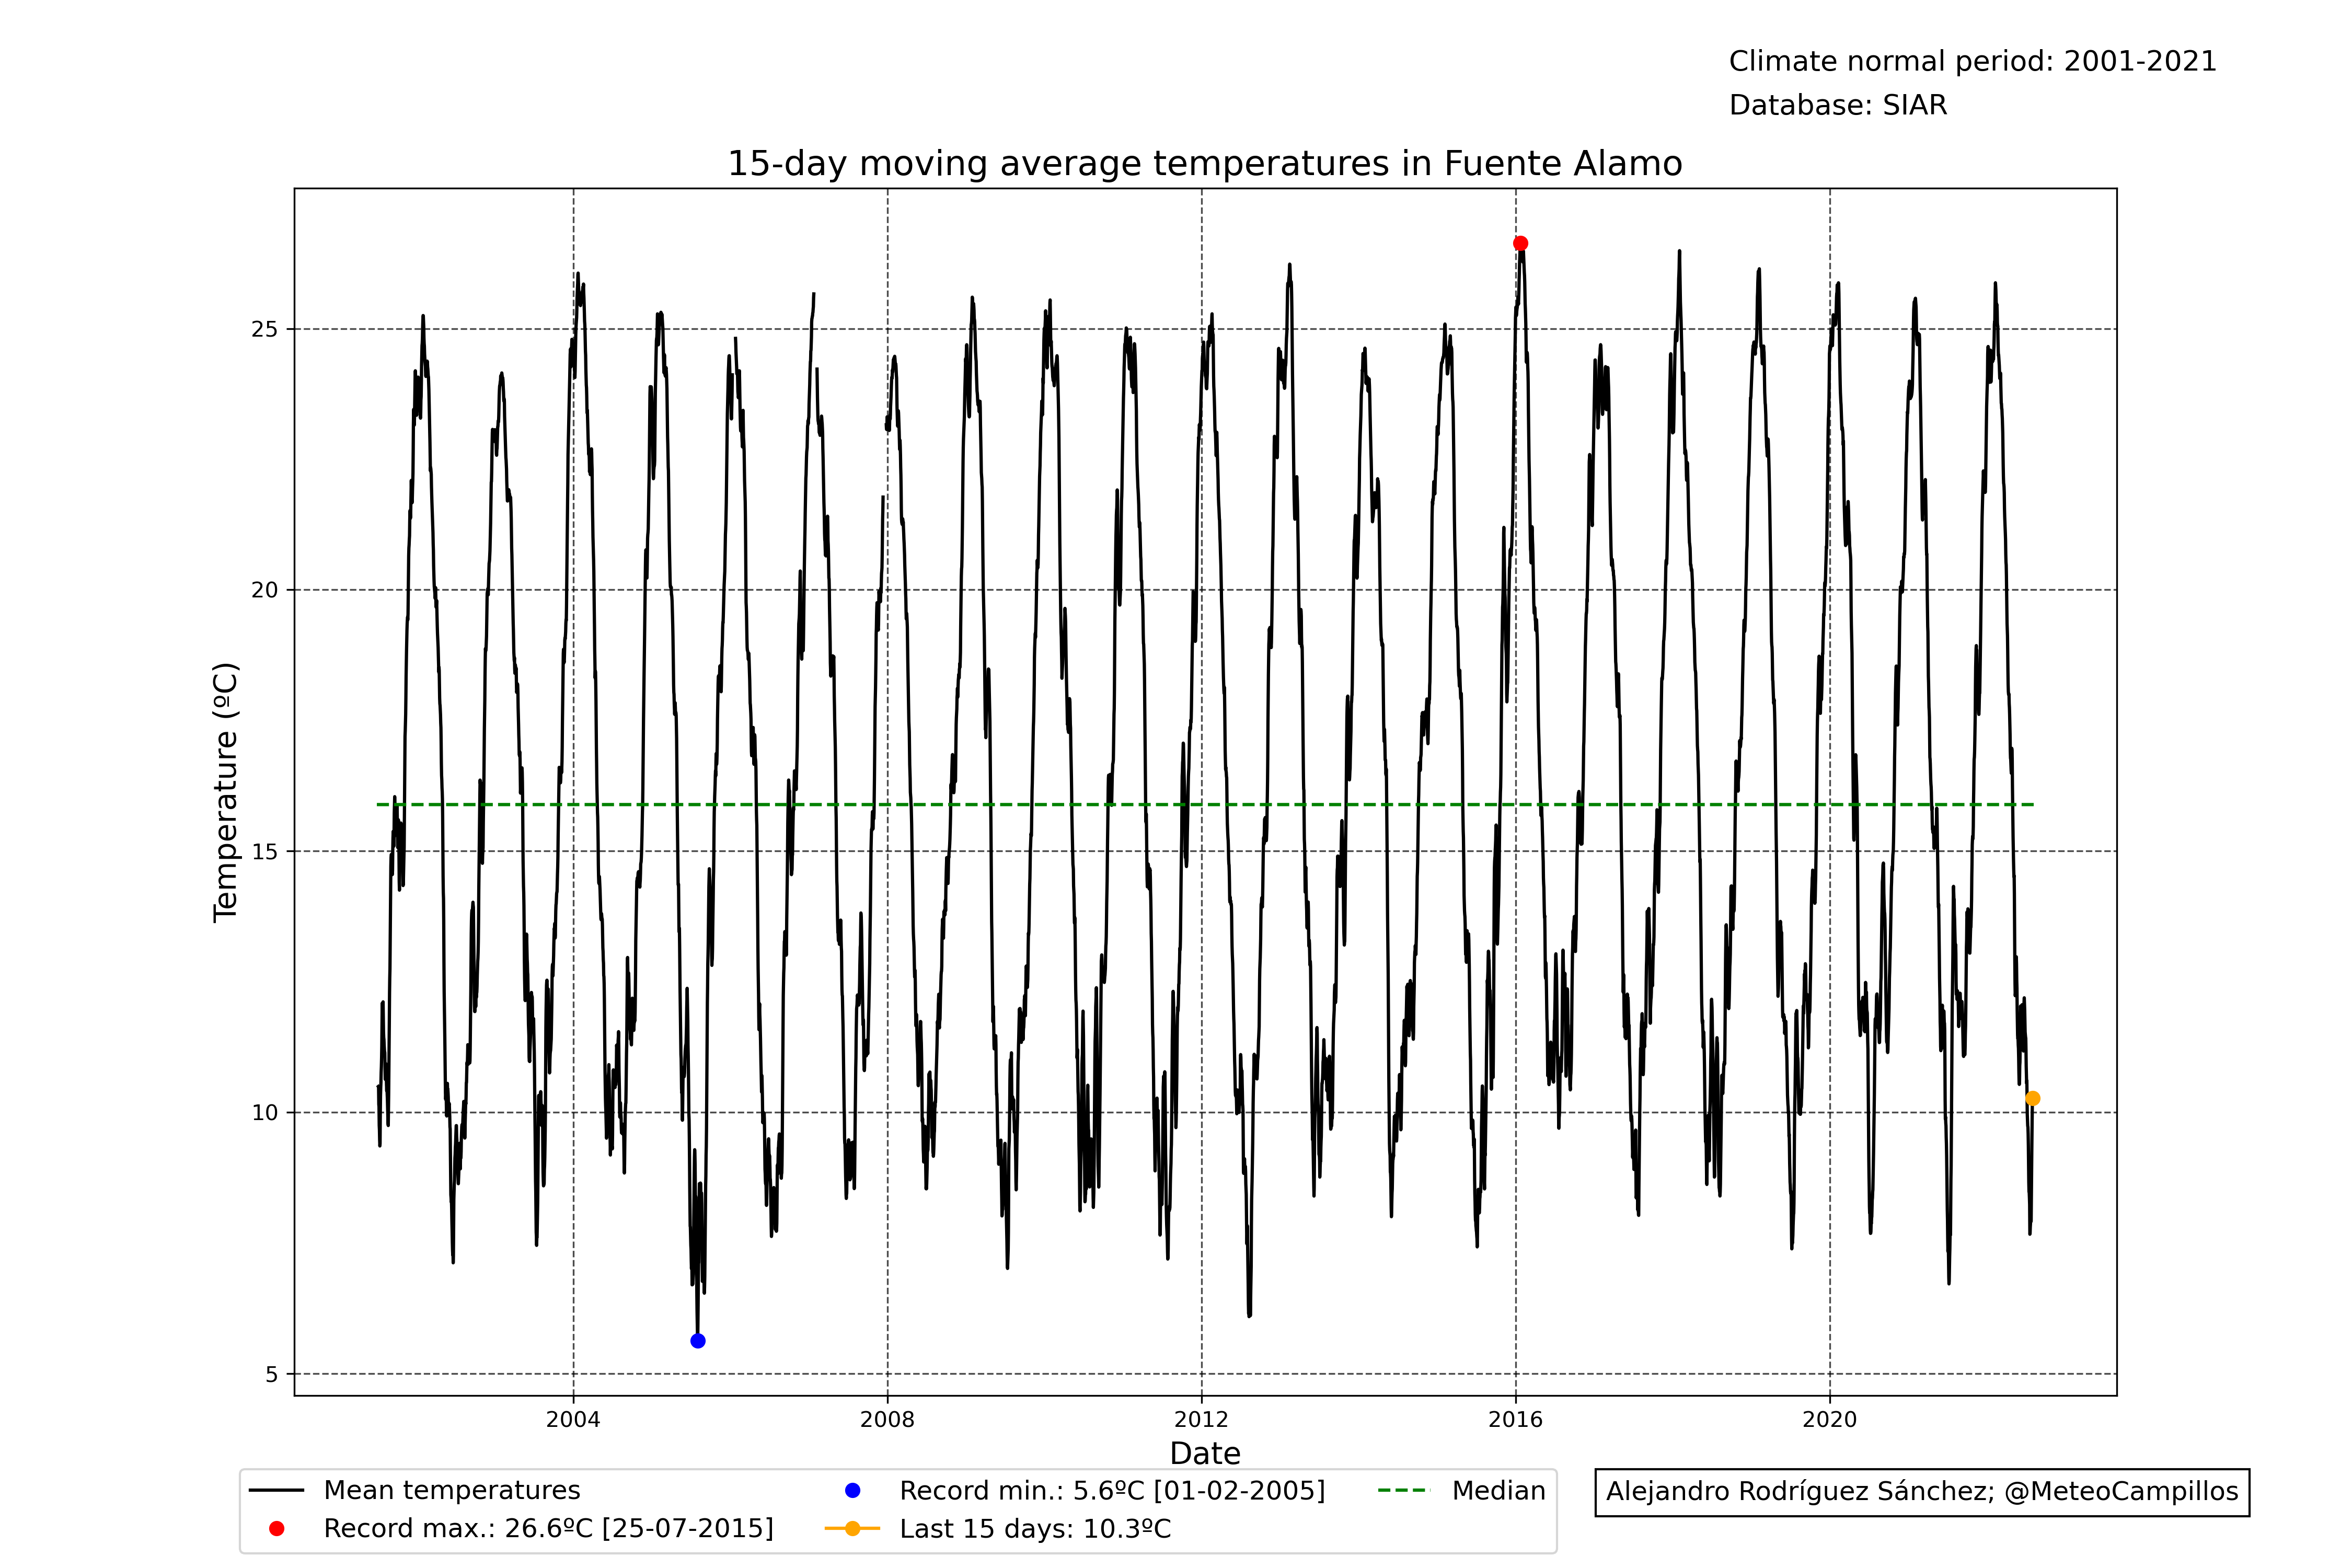 Climate normal period: 2001-2021
Database: SIAR
15-day moving average temperatures in Fuente Alamo
Temperature (ºC)
25
20
15
10
5
2004
2008
2012
2016
2020
Date
Mean temperatures
Record max.: 26.6ºC [25-07-2015]
Record min.: 5.6ºC [01-02-2005]
Last 15 days: 10.3ºC
Median
Alejandro Rodríguez Sánchez; @MeteoCampillos